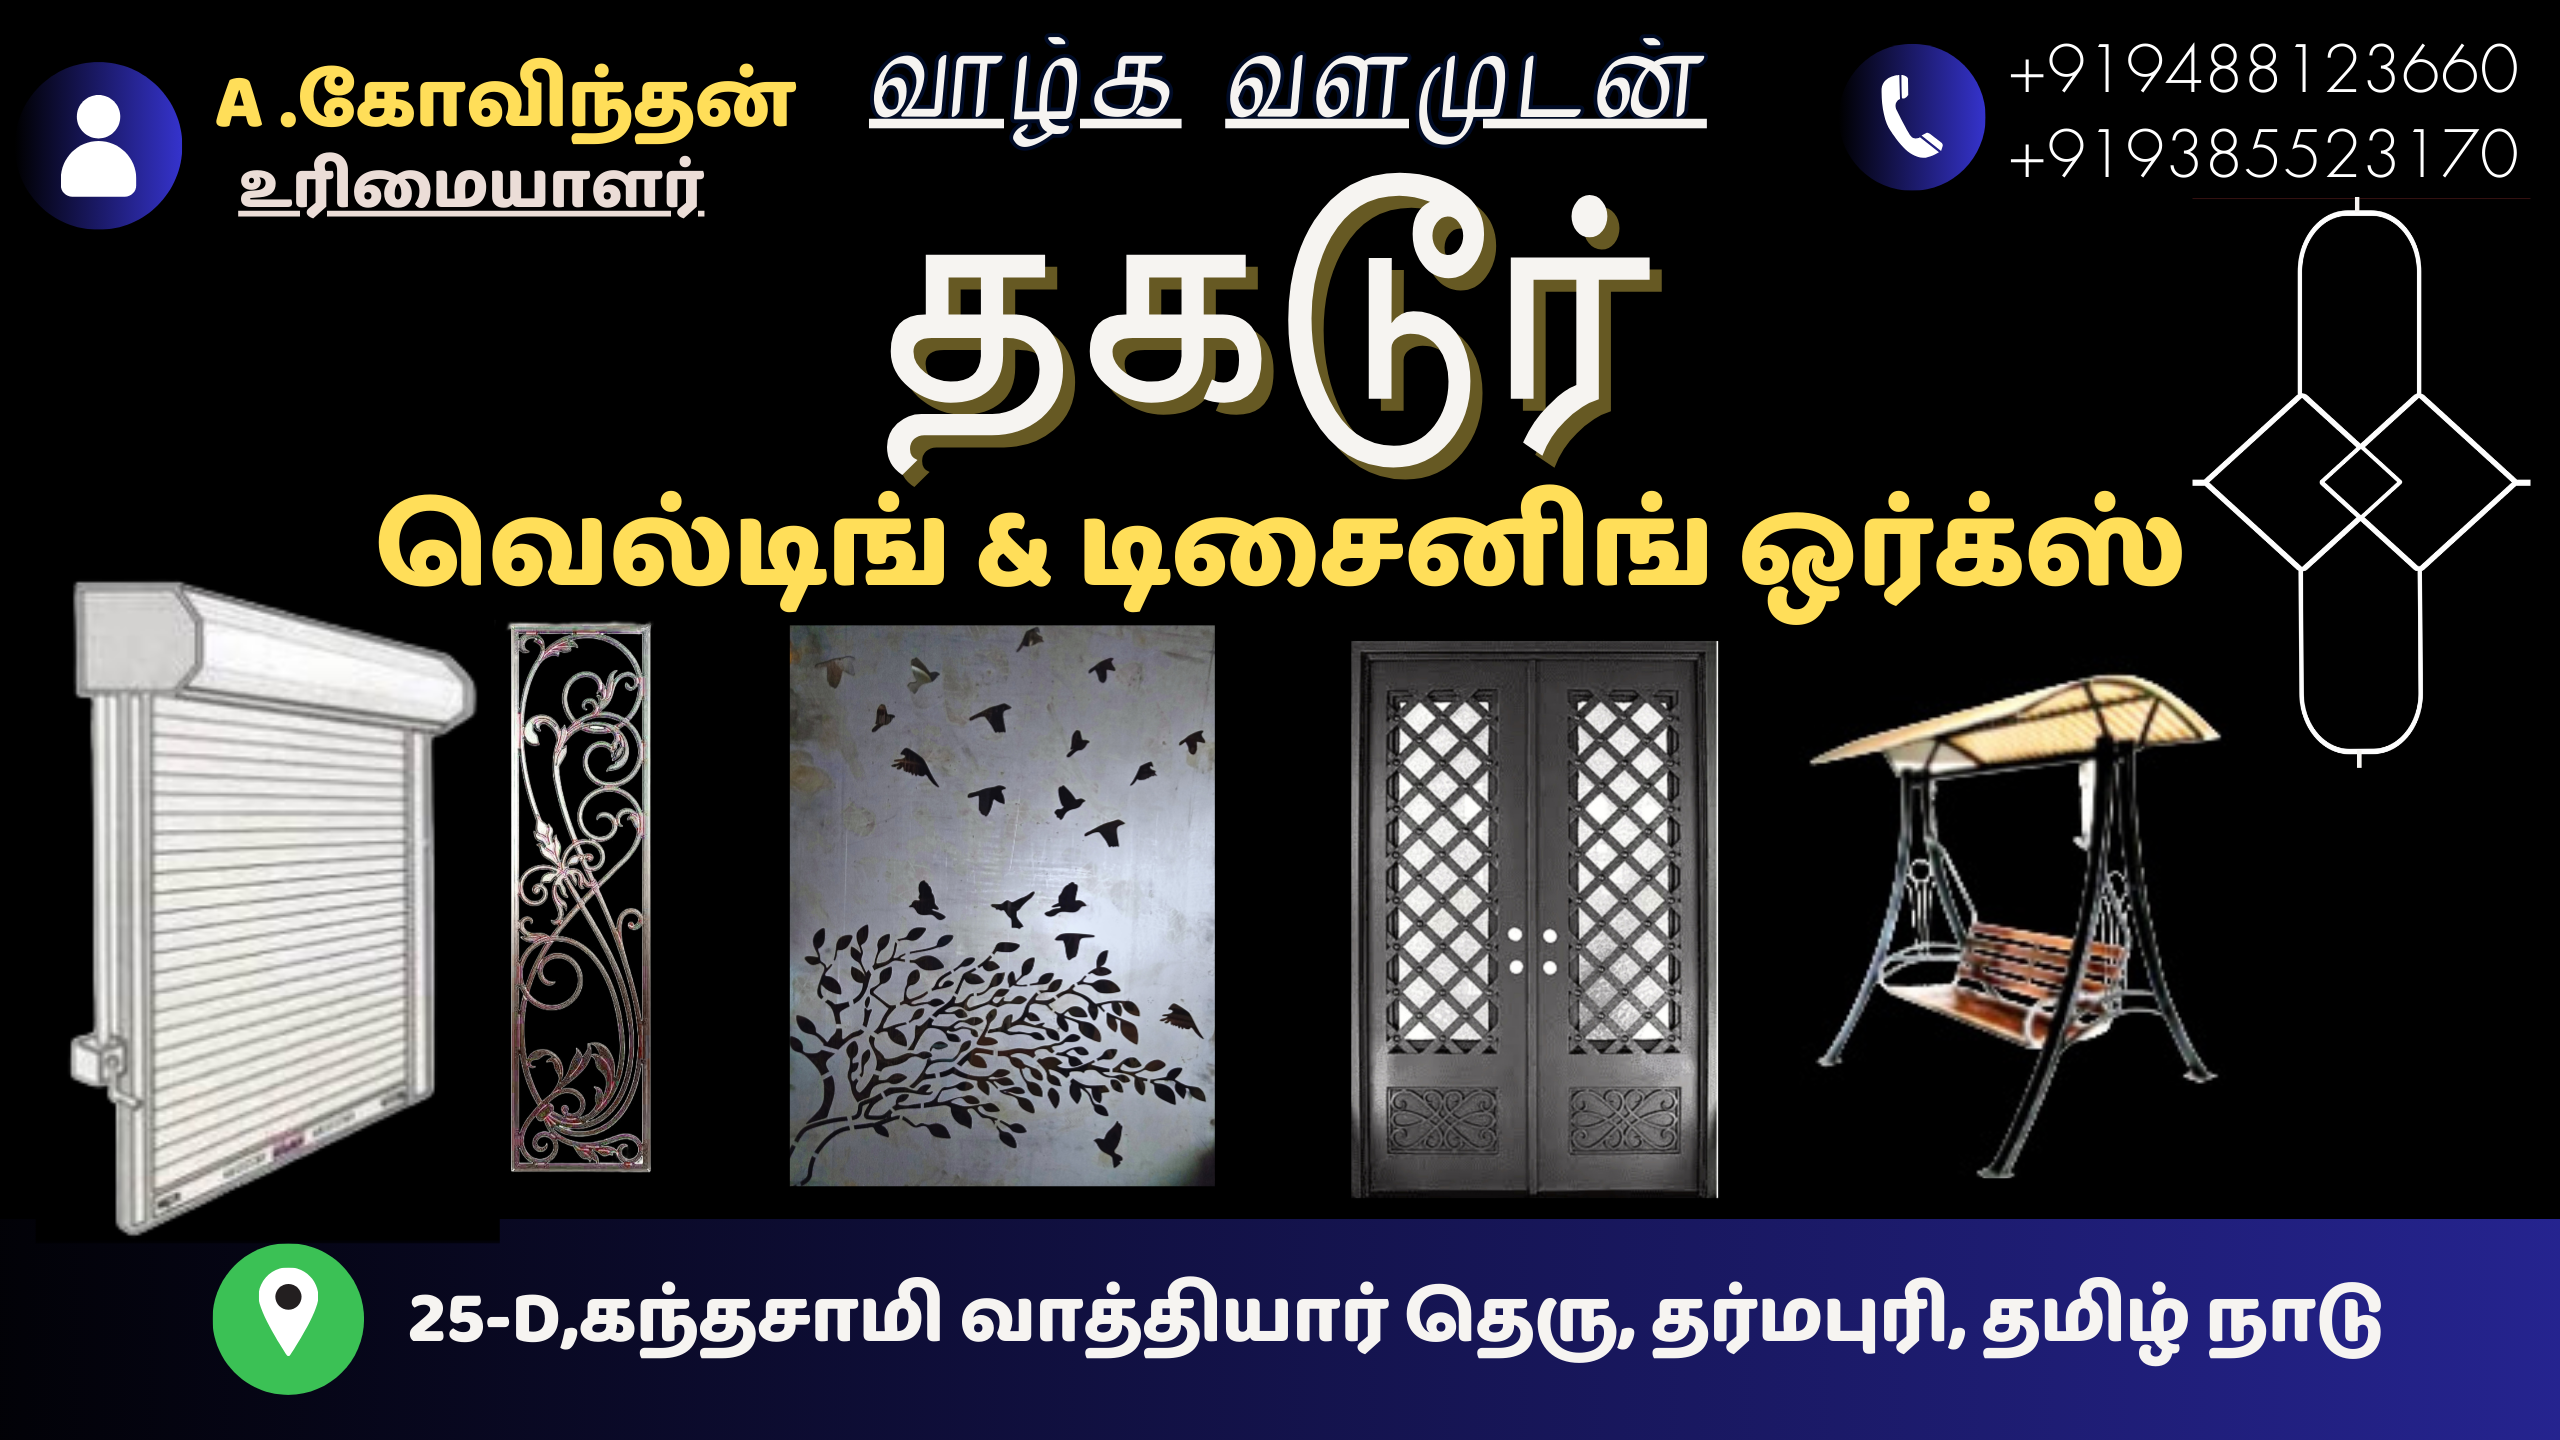 வாழ்க வளமுடன்
A .கோவிந்தன்
உரிமையாளர்
+919488123660
+919385523170
தகடூர்
வெல்டிங் & டிசைனிங் ஒர்க்ஸ்
25-D,கந்தசாமி வாத்தியார் தெரு, தர்மபுரி, தமிழ் நாடு